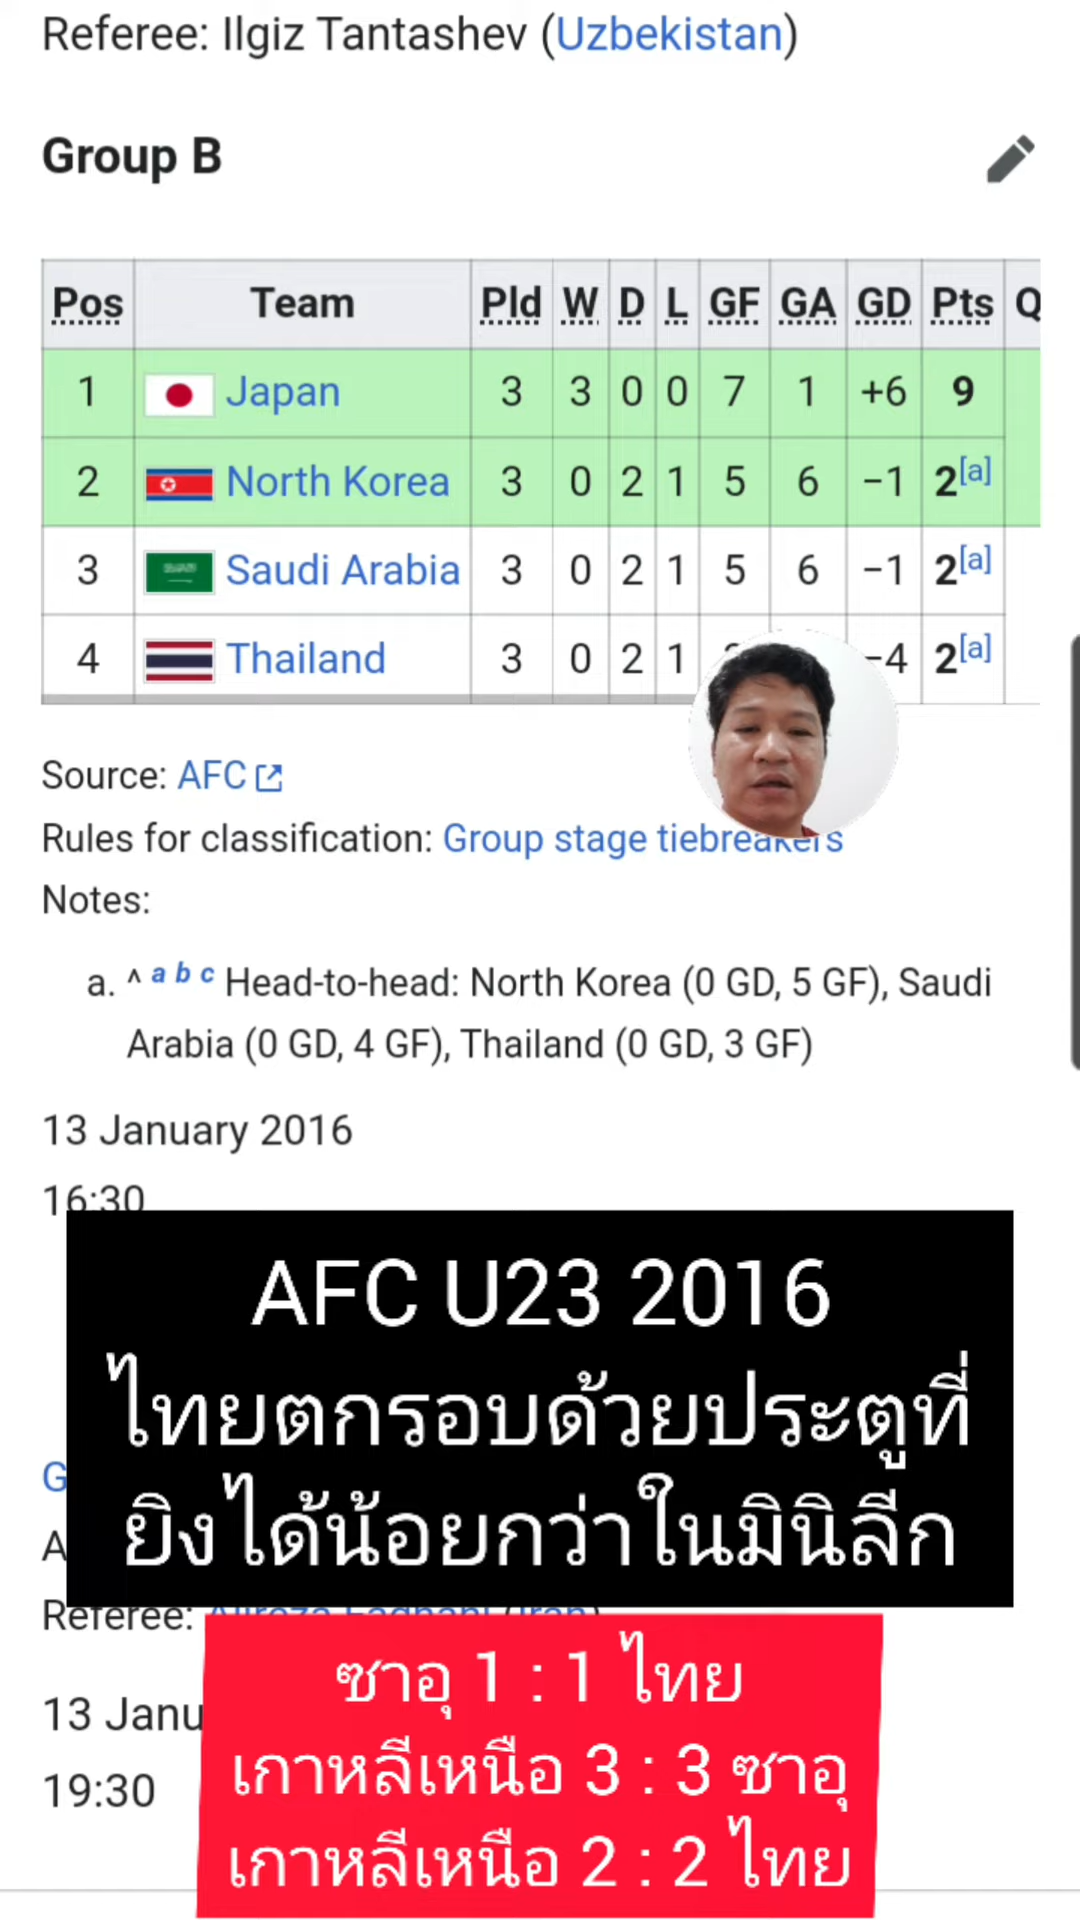 Referee: Ilgiz Tantashev (Uzbekistan)
Group B
Pos Team Pld W D L GF GA GD Pts Q
1 Japan 3 3 0 0 7 1 +6 9
2 North Korea 3 0 2 1 5 6 −1 2[a]
3 Saudi Arabia 3 0 2 1 5 6 −1 2[a]
4 Thailand 3 0 2 1 −4 2[a]
Source: AFC
Rules for classification: Group stage tiebreakers
Notes:
a. ^ a b c Head-to-head: North Korea (0 GD, 5 GF), Saudi
Arabia (0 GD, 4 GF), Thailand (0 GD, 3 GF)
13 January 2016
16:30
AFC U23 2016
ไทยตกรอบด้วยประตูที่
ยิงได้น้อยกว่าในมินิลีก
G
A
Referee: Alireza Faghani (Iran)
ซาอุ 1 : 1 ไทย
13 Janu
เกาหลีเหนือ 3 : 3 ซาอุ
19:30
เกาหลีเหนือ 2 : 2 ไทย